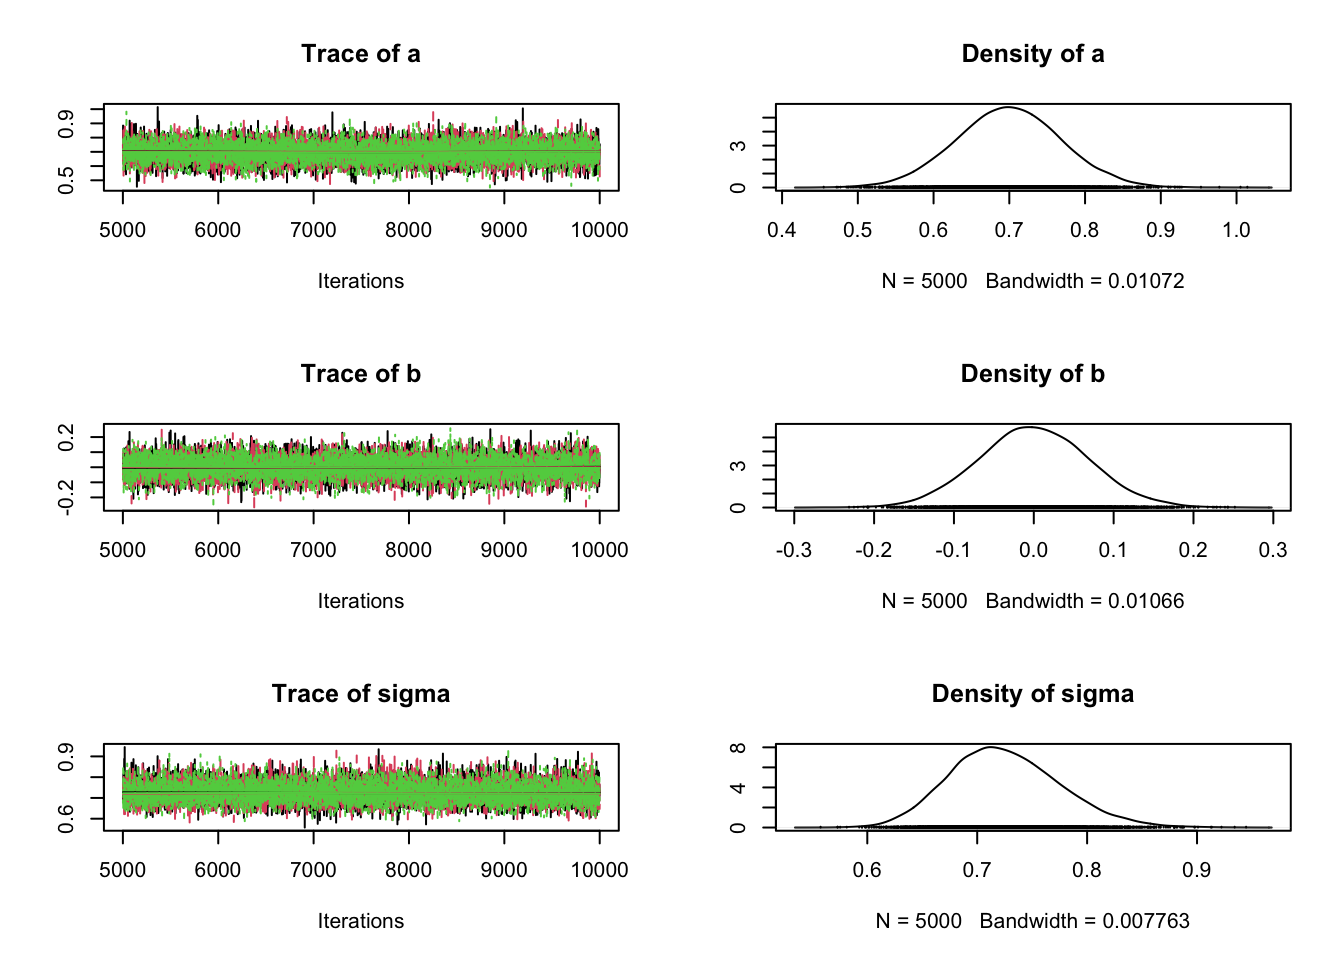 Trace of a
0.9
0.5
5000 6000 7000 8000 9000 10000
Iterations
Density of a
3
0
0.4 0.5 0.6 0.7 0.8 0.9 1.0
N = 5000 Bandwidth = 0.01072
Trace of b
0.2
-0.2
5000 6000 7000 8000 9000 10000
Iterations
Density of b
3
0
-0.3 -0.2 -0.1 0.0 0.1 0.2 0.3
N = 5000 Bandwidth = 0.01066
Trace of sigma
0.9
0.6
5000 6000 7000 8000 9000 10000
Iterations
Density of sigma
8
4
0
0.6 0.7 0.8 0.9
N = 5000 Bandwidth = 0.007763